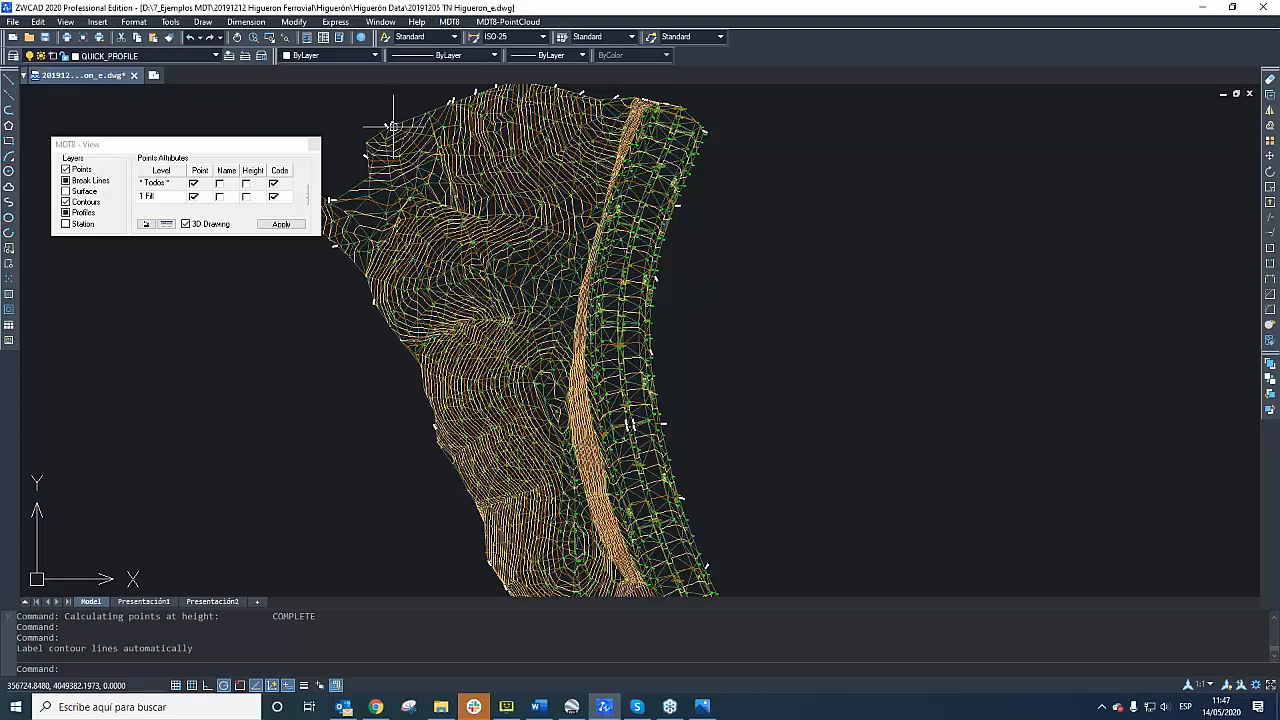 ZWCAD 2020 Professional Edition - [D:\7_Ejemplos MDT\20191212 Higueron Ferrovial\Higuerón\Higuerón Data\20191205 TN Higueron_e.dwg*]
File Edit View Insert Format Tools Draw Dimension Modify Express Window Help MDT8 MDT8-PointCloud
Standard ISO-25 Standard Standard
QUICK_PROFILE ByLayer ByLayer ByLayer ByColor
201912...on_e.dwg*
MDT8 - View
Layers
Points
Break Lines
Surface
Contours
Profiles
Station
Points Attributes
Level Point Name Height Code
* Todos *
1 Fill
3D Drawing Apply
Y
X
Model Presentación1 Presentación2 +
Command: Calculating points at height: COMPLETE
Command:
Command:
Label contour lines automatically
Command:
356724.8480, 4049382.1973, 0.0000
1:1
Escribe aquí para buscar
ESP
11:47
14/05/2020